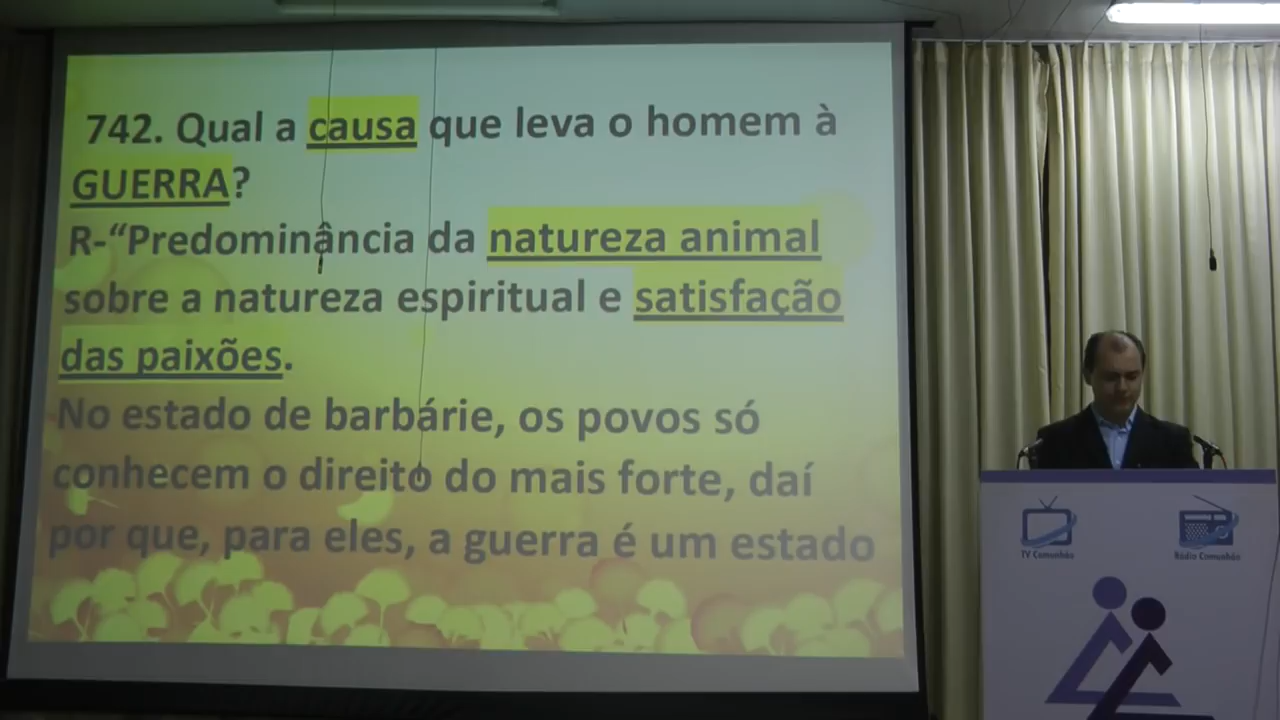 742. Qual a causa que leva o homem à
GUERRA?
R-“Predominância da natureza animal
sobre a natureza espiritual e satisfação
das paixões.
No estado de barbárie, os povos só
conhecem o direito do mais forte, daí
por que, para eles, a guerra é um estado
TV Comunhão
Rádio Comunhão